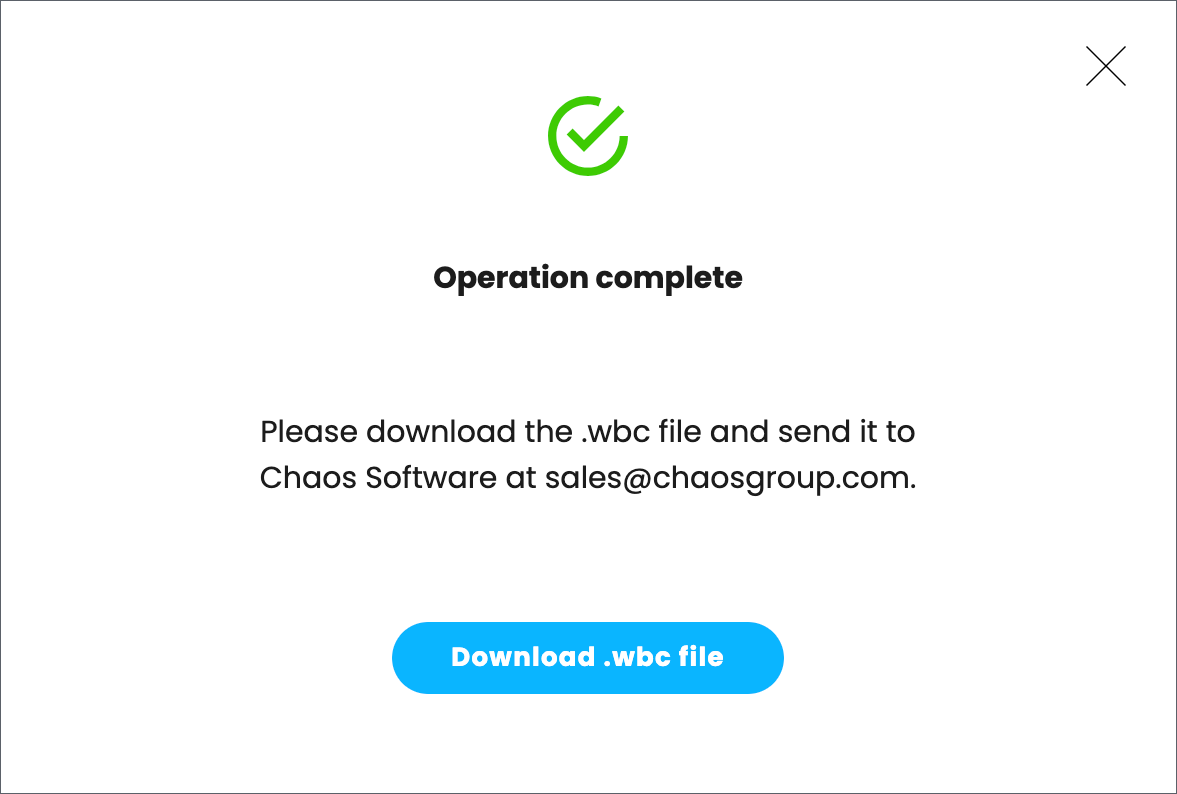 Operation complete
Please download the .wbc file and send it to
Chaos Software at sales@chaosgroup.com.
Download .wbc file